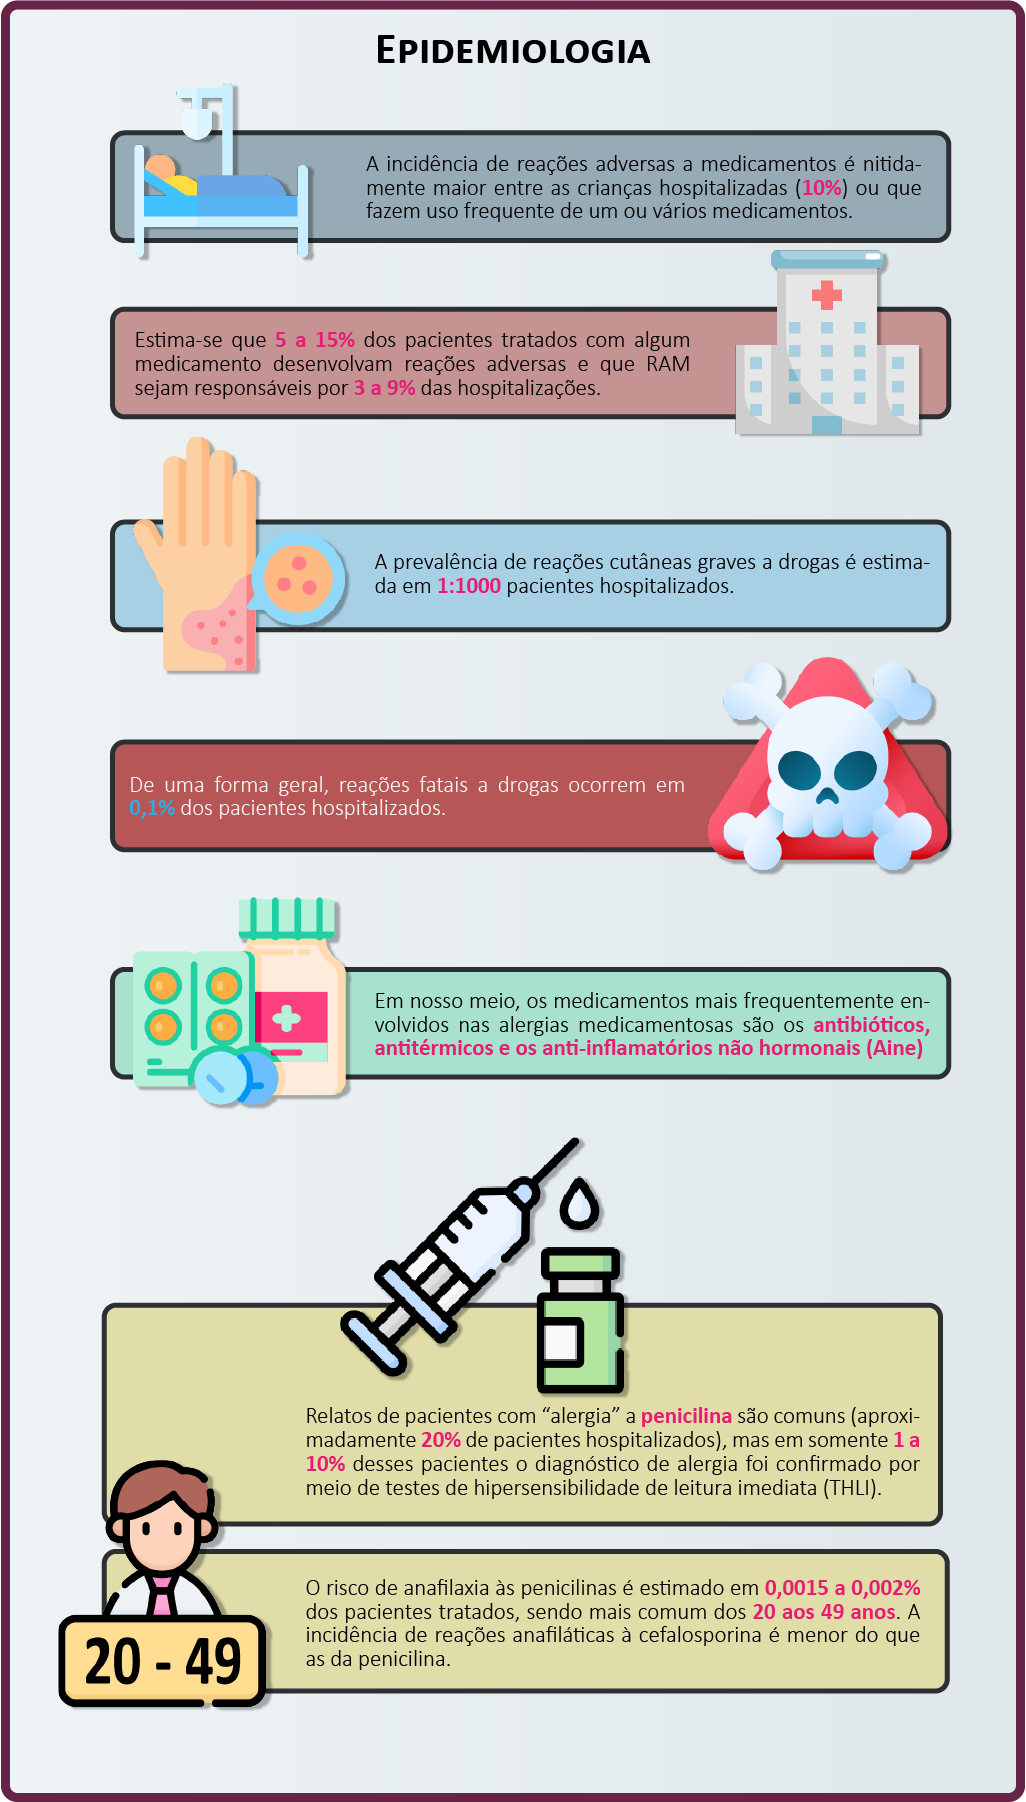 Epidemiologia
A incidência de reações adversas a medicamentos é nitida-
mente maior entre as crianças hospitalizadas (10%) ou que
fazem uso frequente de um ou vários medicamentos.
Estima-se que 5 a 15% dos pacientes tratados com algum
medicamento desenvolvam reações adversas e que RAM
sejam responsáveis por 3 a 9% das hospitalizações.
A prevalência de reações cutâneas graves a drogas é estima-
da em 1:1000 pacientes hospitalizados.
De uma forma geral, reações fatais a drogas ocorrem em
0,1% dos pacientes hospitalizados.
Em nosso meio, os medicamentos mais frequentemente en-
volvidos nas alergias medicamentosas são os antibióticos,
antitérmicos e os anti-inflamatórios não hormonais (Aine)
Relatos de pacientes com “alergia” a penicilina são comuns (aproxi-
madamente 20% de pacientes hospitalizados), mas em somente 1 a
10% desses pacientes o diagnóstico de alergia foi confirmado por
meio de testes de hipersensibilidade de leitura imediata (THLI).
O risco de anafilaxia às penicilinas é estimado em 0,0015 a 0,002%
dos pacientes tratados, sendo mais comum dos 20 aos 49 anos. A
incidência de reações anafiláticas à cefalosporina é menor do que
as da penicilina.
20 - 49